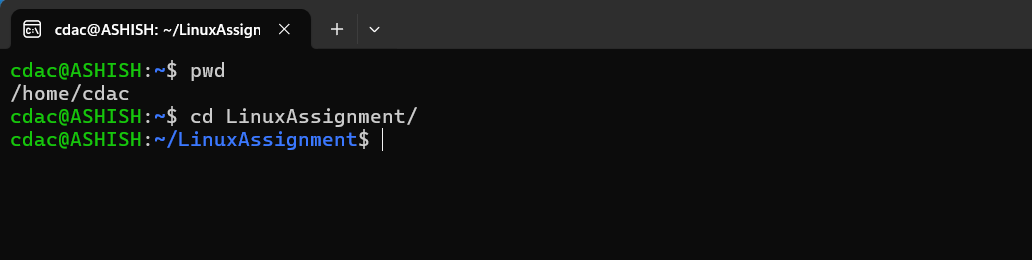 cdac@ASHISH: ~/LinuxAssign
cdac@ASHISH:~$ pwd
/home/cdac
cdac@ASHISH:~$ cd LinuxAssignment/
cdac@ASHISH:~/LinuxAssignment$